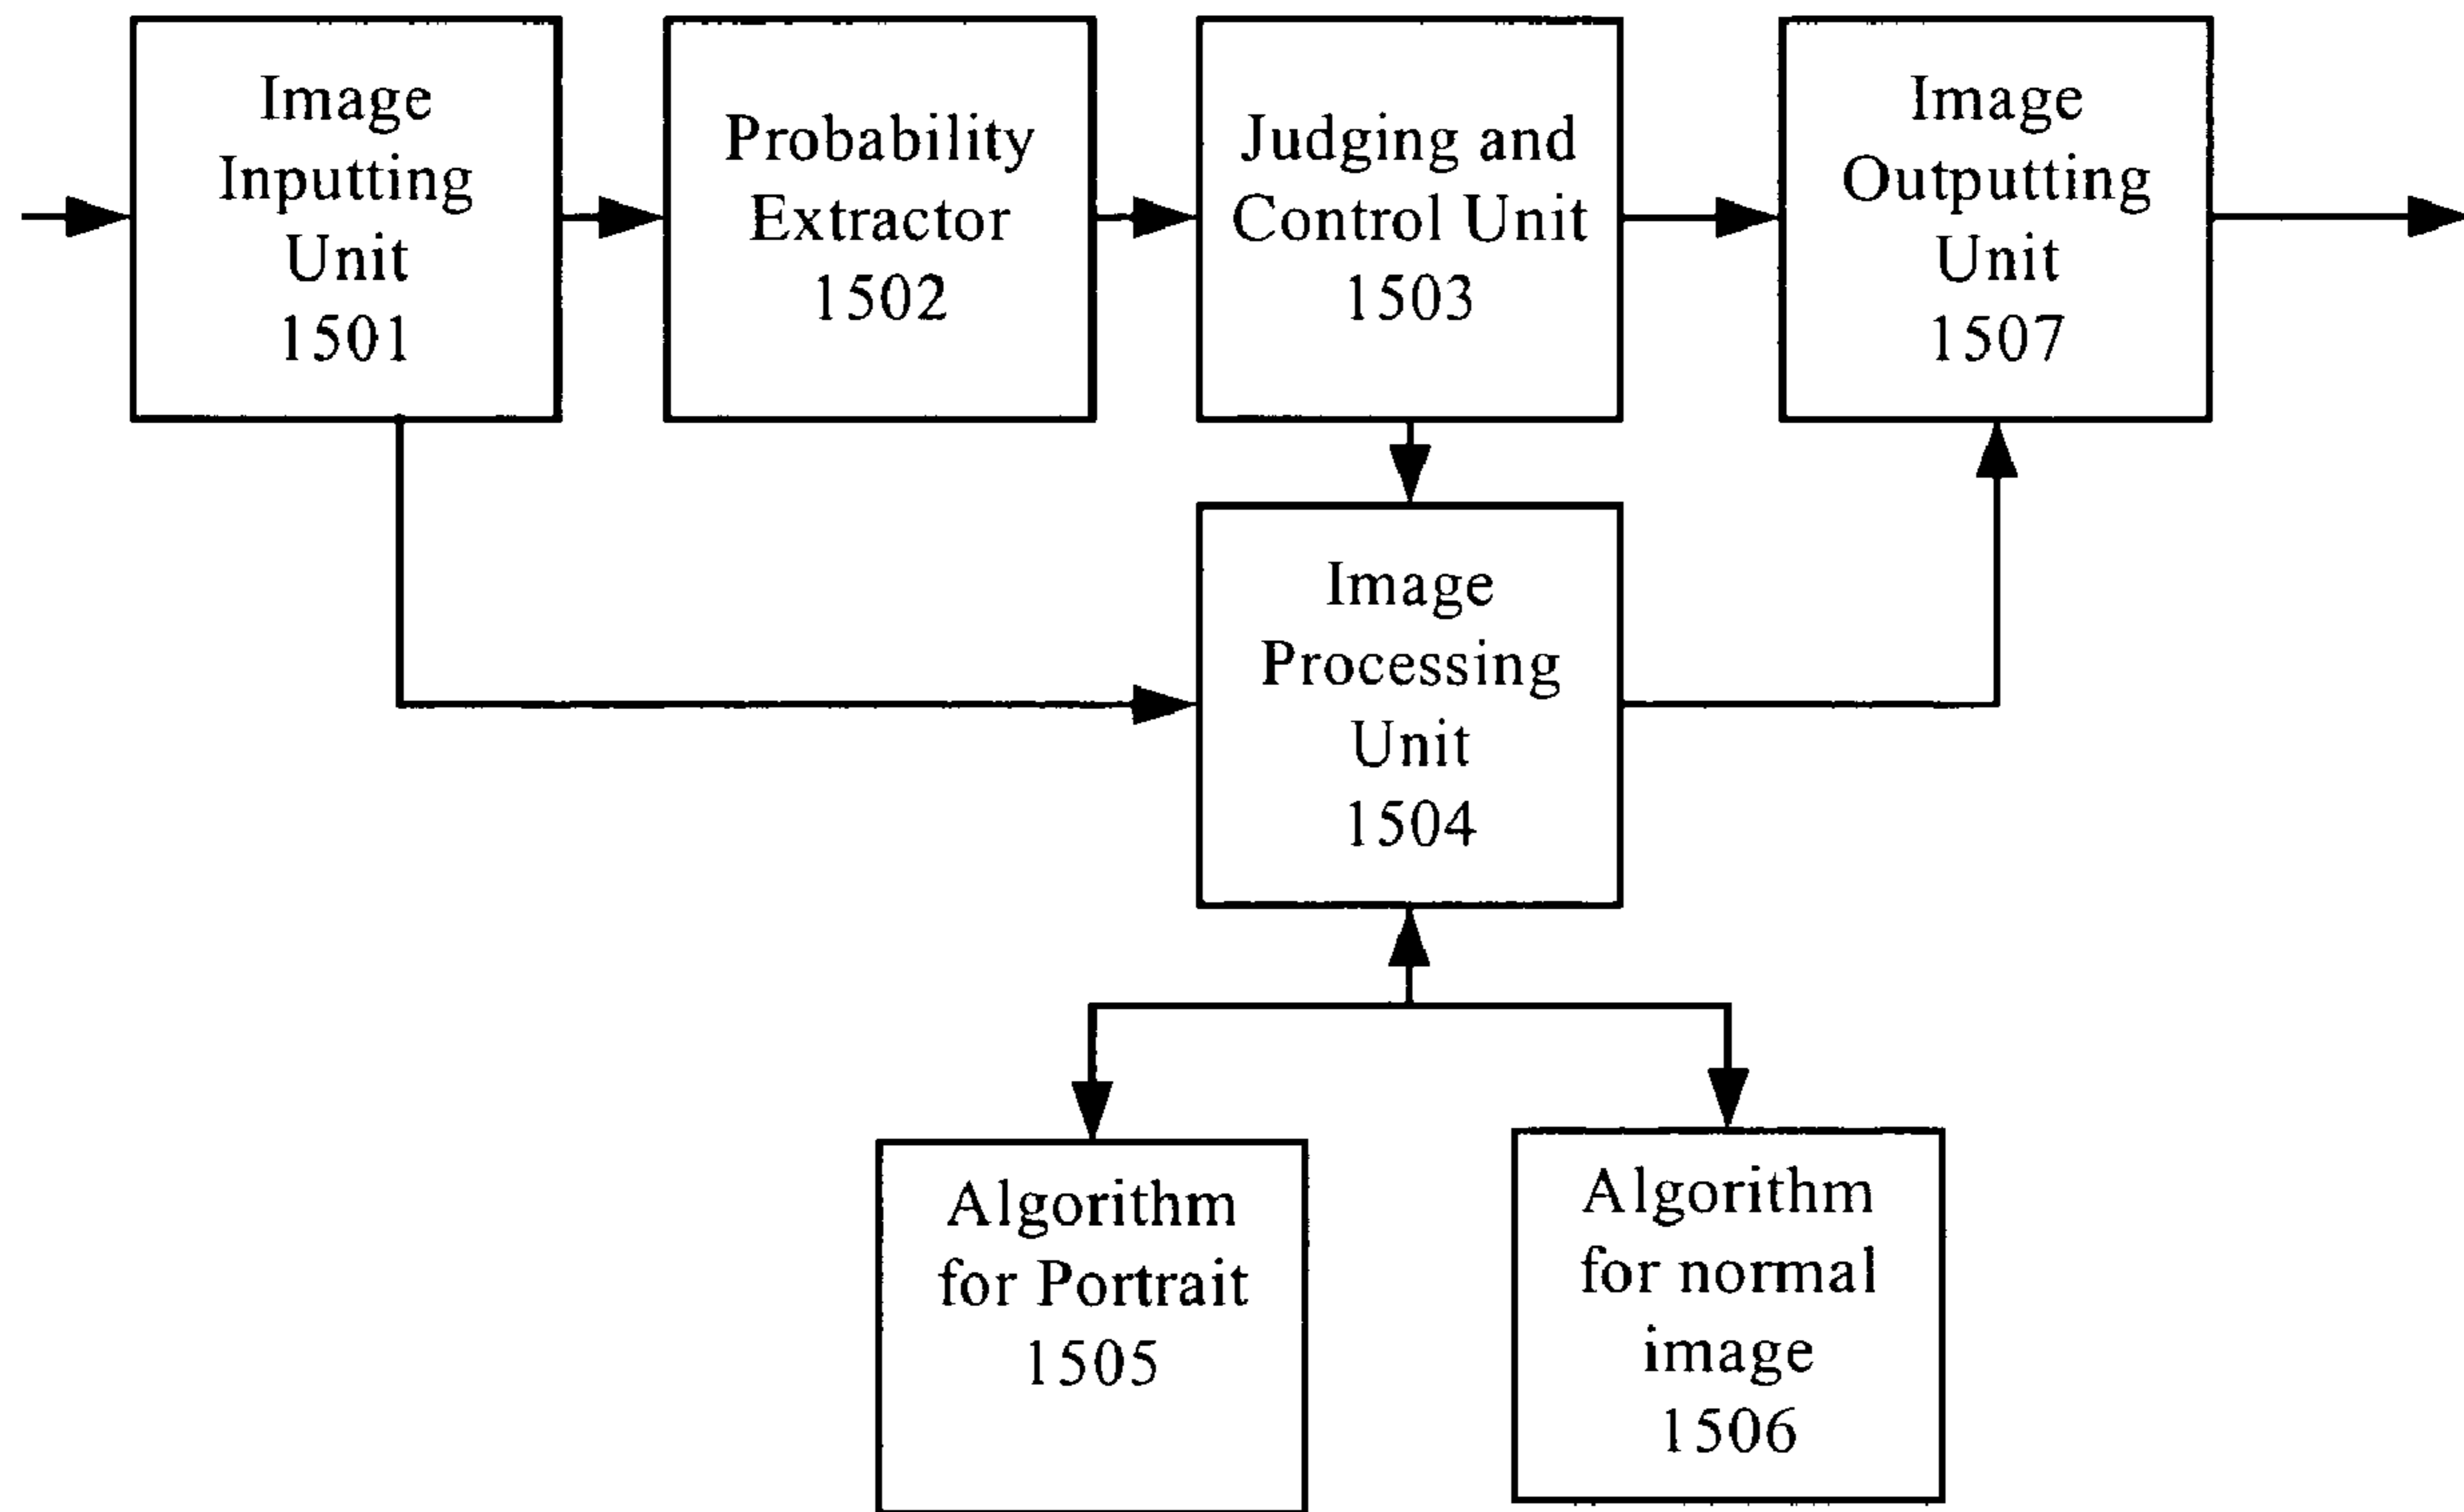 Image
Inputting
Unit
1501
Probability
Extractor
1502
Judging and
Control Unit
1503
Image
Outputting
Unit
1507
Image
Processing
Unit
1504
Algorithm
for Portrait
1505
Algorithm
for normal
image
1506